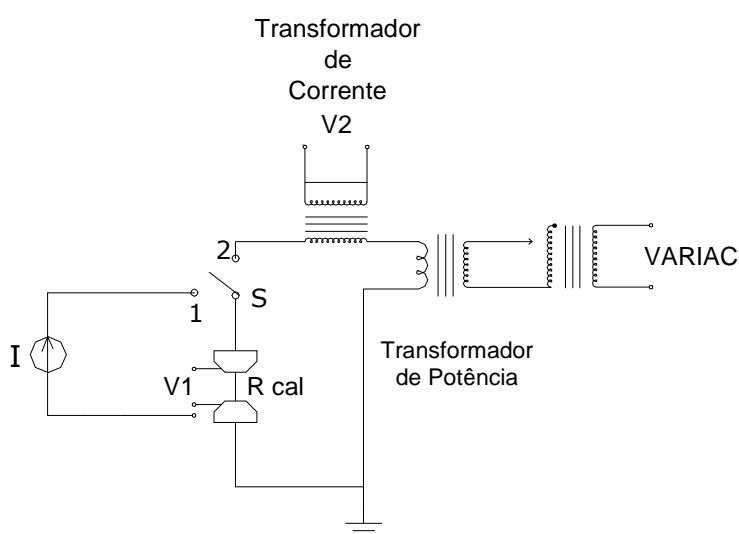 Transformador
de
Corrente
V2
2
VARIAC
S
1
I
Transformador
de Potência
V1
R cal